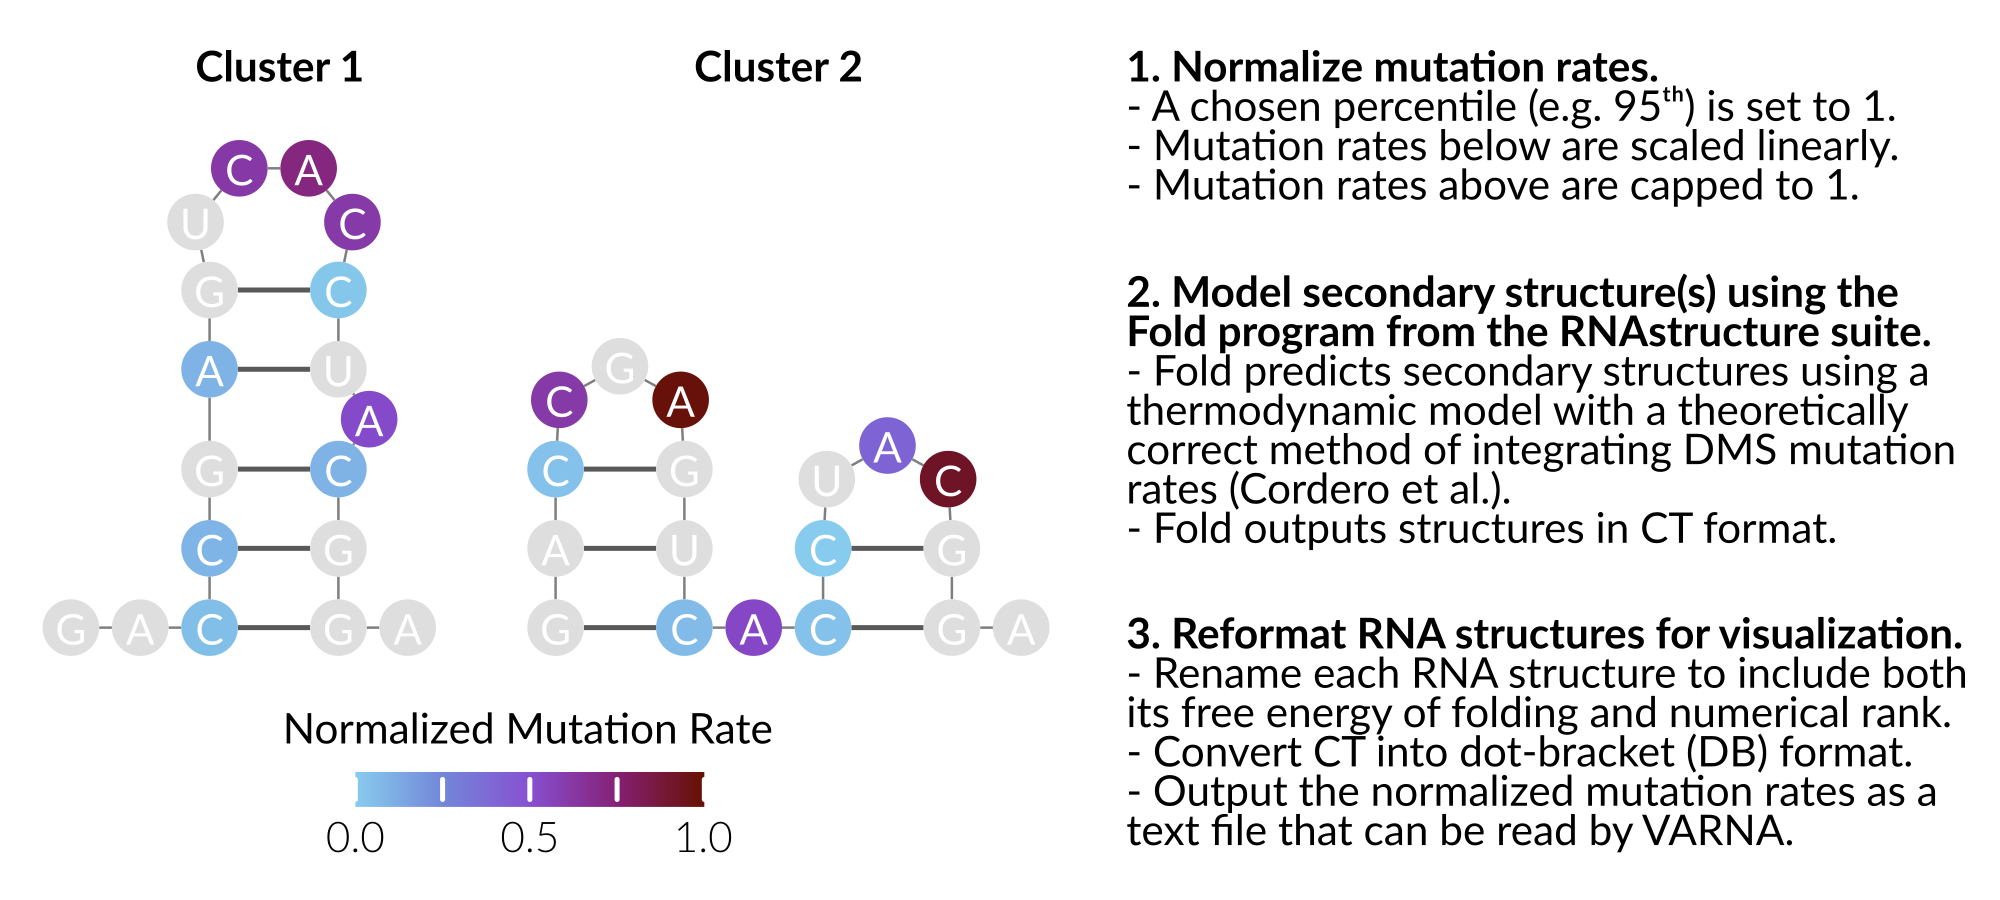 Cluster 1
Cluster 2
C A
U C
G C
A U
A
G C
C G
G A C G A
G
C A
C G
A U
G C A C G A
A
U C
C G
Normalized Mutation Rate
0.0 0.5 1.0
1. Normalize mutation rates.
- A chosen percentile (e.g. 95th) is set to 1.
- Mutation rates below are scaled linearly.
- Mutation rates above are capped to 1.
2. Model secondary structure(s) using the
Fold program from the RNAstructure suite.
- Fold predicts secondary structures using a
thermodynamic model with a theoretically
correct method of integrating DMS mutation
rates (Cordero et al.).
- Fold outputs structures in CT format.
3. Reformat RNA structures for visualization.
- Rename each RNA structure to include both
its free energy of folding and numerical rank.
- Convert CT into dot-bracket (DB) format.
- Output the normalized mutation rates as a
text file that can be read by VARNA.